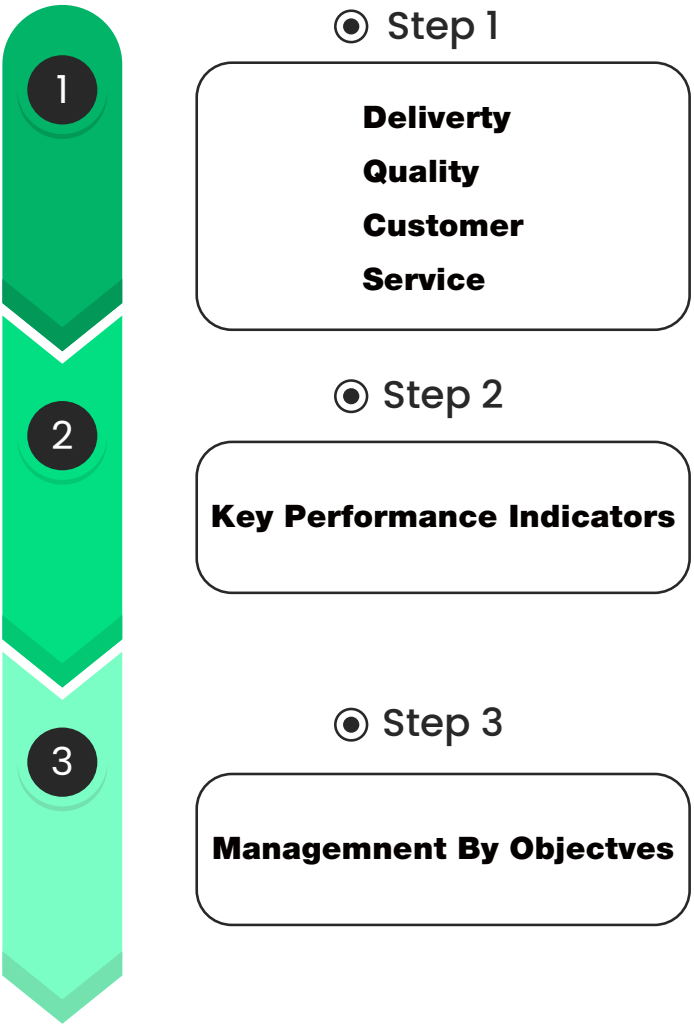 1
Step 1
Deliverty
Quality
Customer
Service
2
Step 2
Key Performance Indicators
3
Step 3
Managemnent By Objectves